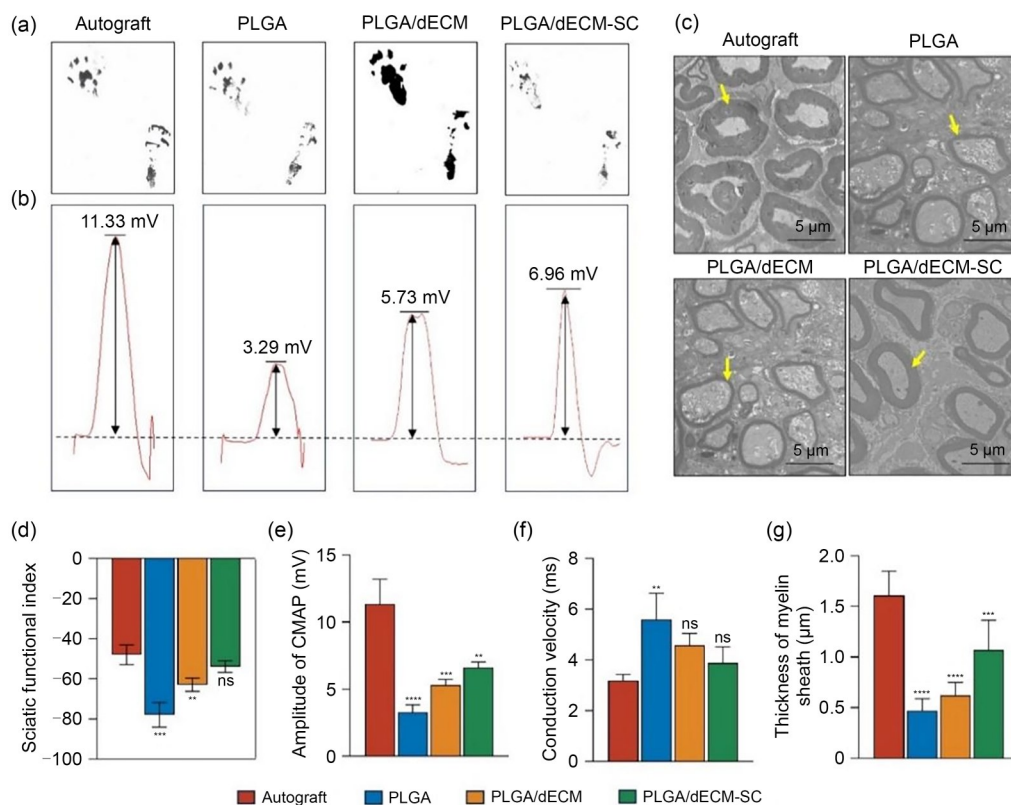 (a)
Autograft
PLGA
PLGA/dECM
PLGA/dECM-SC
(b)
11.33 mV
3.29 mV
5.73 mV
6.96 mV
(c)
Autograft
PLGA
5 μm
5 μm
PLGA/dECM
PLGA/dECM-SC
5 μm
5 μm
(d)
Sciatic functional index
0
−20
−40
−60
−80
−100
***
**
ns
(e)
Amplitude of CMAP (mV)
15
10
5
0
****
***
**
(f)
Conduction velocity (ms)
8
6
4
2
0
**
ns
ns
(g)
Thickness of myelin
sheath (μm)
2.0
1.5
1.0
0.5
0
****
****
***
Autograft
PLGA
PLGA/dECM
PLGA/dECM-SC